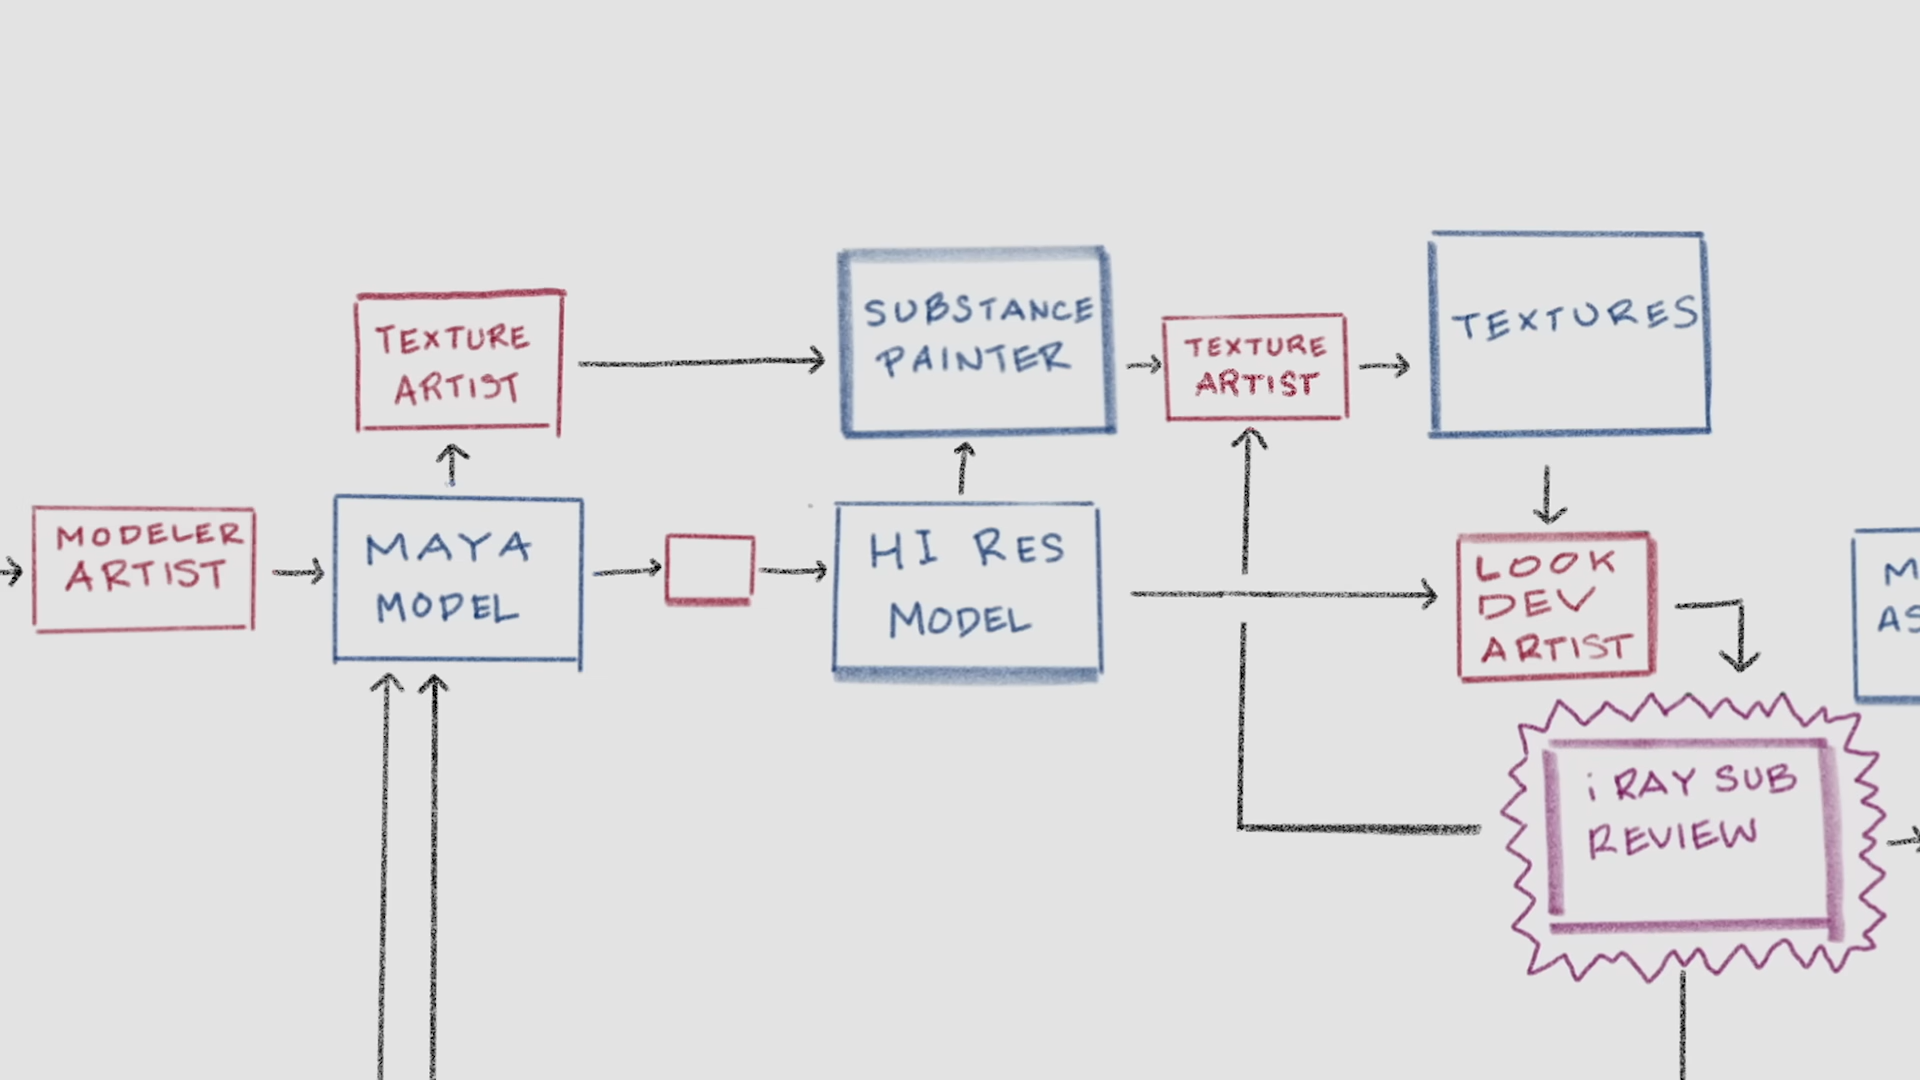 TEXTURE
ARTIST
SUBSTANCE
PAINTER
TEXTURE
ARTIST
TEXTURES
MODELER
ARTIST
MAYA
MODEL
HI RES
MODEL
LOOK
DEV
ARTIST
i RAY SUB
REVIEW